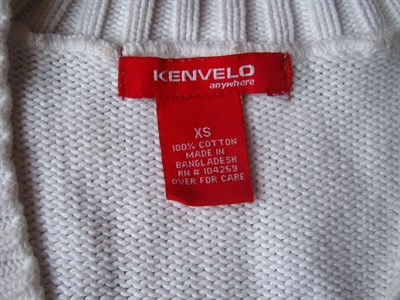 KENVELO
anywhere
XS
100% COTTON
MADE IN
BANGLADESH
RN # 104259
OVER FOR CARE